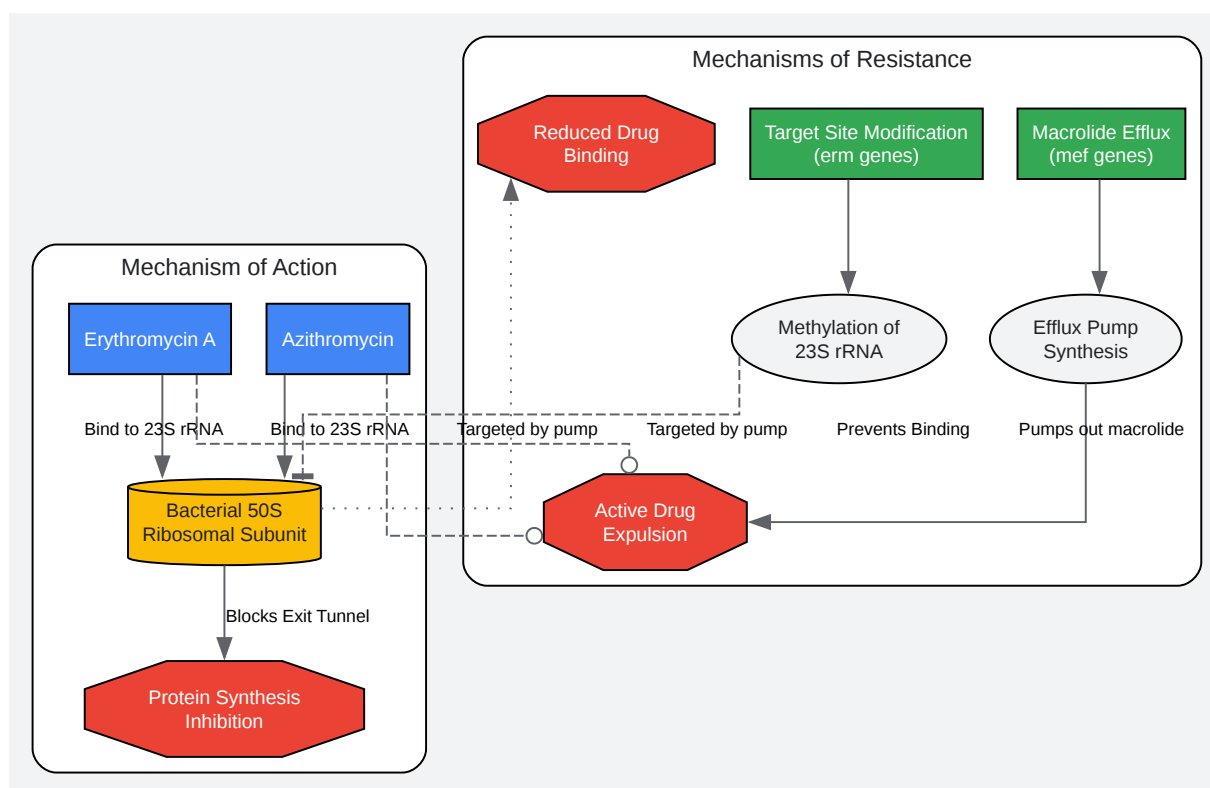 Mechanisms of Resistance
Reduced Drug
Binding
Target Site Modification
(erm genes)
Macrolide Efflux
(mef genes)
Mechanism of Action
Erythromycin A
Azithromycin
Methylation of
23S rRNA
Efflux Pump
Synthesis
Bind to 23S rRNA
Bind to 23S rRNA
Targeted by pump
Targeted by pump
Prevents Binding
Pumps out macrolide
Bacterial 50S
Ribosomal Subunit
Active Drug
Expulsion
Blocks Exit Tunnel
Protein Synthesis
Inhibition